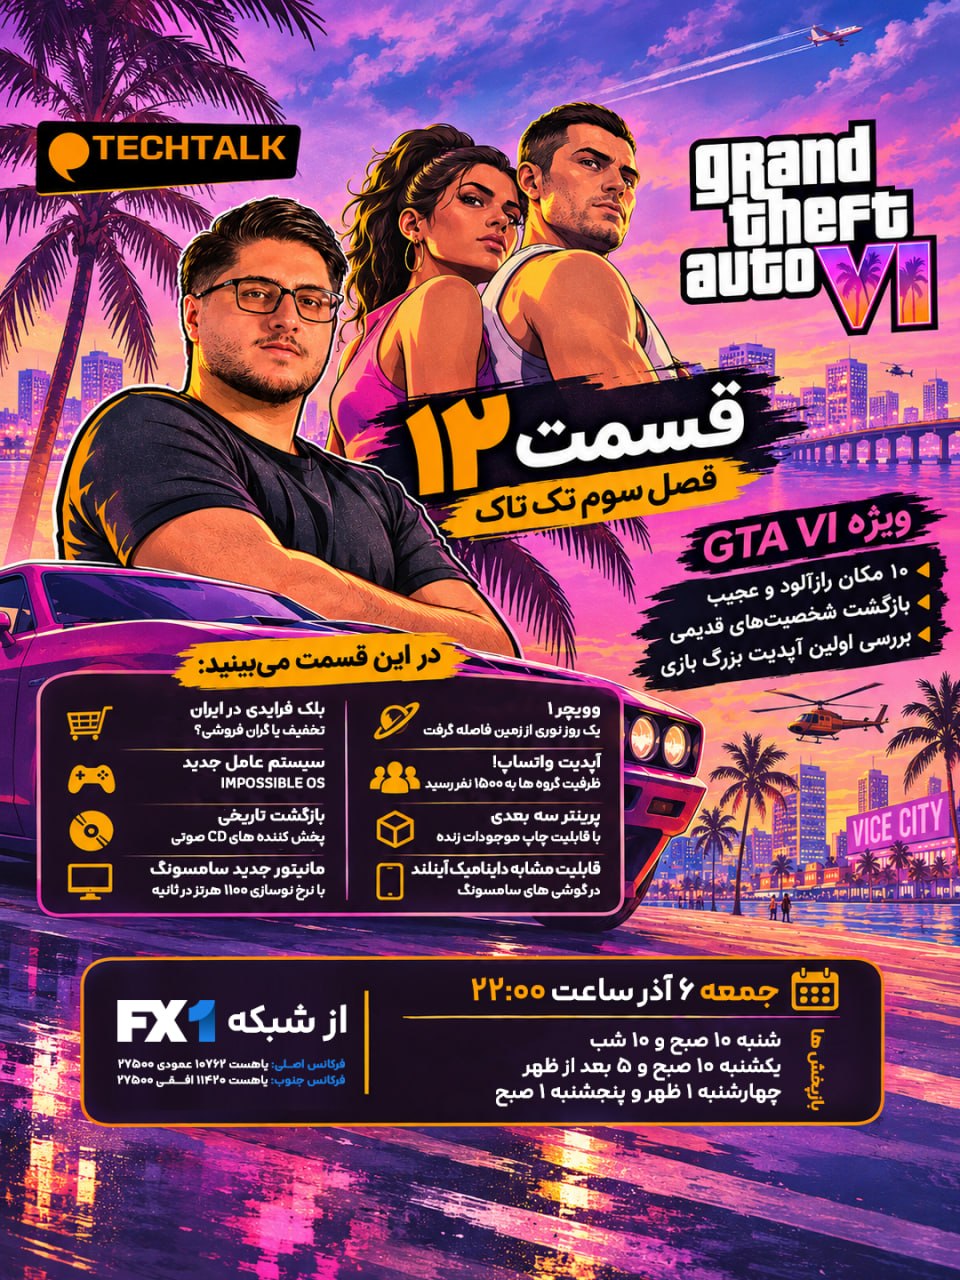 TECHTALK
grand
theft
auto VI
قسمت ۱۲
فصل سوم تک تاک
ویژه GTA VI
۱۰ مکان رازآلود و عجیب
بازگشت شخصیت‌های قدیمی
بررسی اولین آپدیت بزرگ بازی
در این قسمت می‌بینید:
وویجر ۱
یک روز نوری از زمین فاصله گرفت
آپدیت واتساپ!
ظرفیت گروه ها به ۱۵۰۰ نفر رسید
پرینتر سه بعدی
با قابلیت چاپ موجودات زنده
قابلیت مشابه داینامیک آیلند
در گوشی های سامسونگ
بلک فرایدی در ایران
تخفیف یا گران فروشی؟
سیستم عامل جدید
IMPOSSIBLE OS
بازگشت تاریخی
پخش کننده های CD صوتی
مانیتور جدید سامسونگ
با نرخ نوسازی ۱۱۰۰ هرتز در ثانیه
VICE CITY
جمعه ۶ آذر ساعت ۲۲:۰۰
بازپخش ها
شنبه ۱۰ صبح و ۱۰ شب
یکشنبه ۱۰ صبح و ۵ بعد از ظهر
چهارشنبه ۱ ظهر و پنجشنبه ۱ صبح
از شبکه FX1
فرکانس اصلی: یاهست ۱۰۷۶۲ عمودی ۲۷۵۰۰
فرکانس جنوب: یاهست ۱۱۴۲۰ افـقـی ۲۷۵۰۰